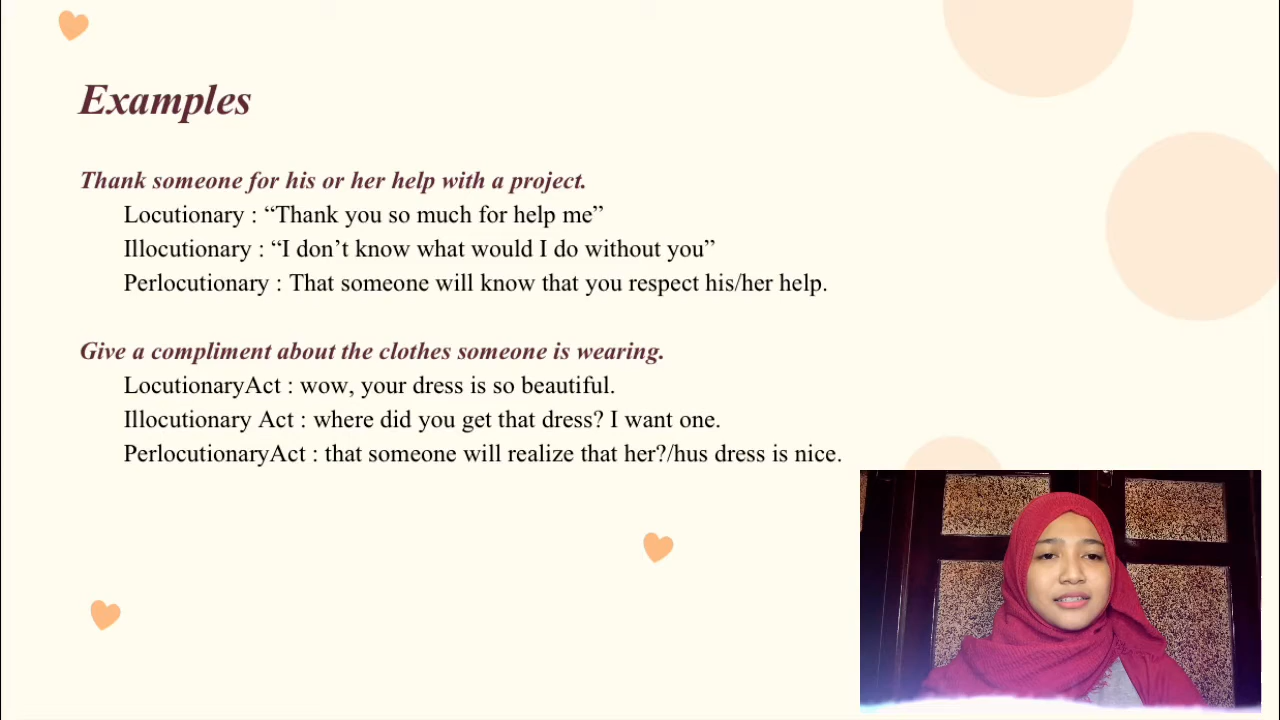 Examples
Thank someone for his or her help with a project.
Locutionary : “Thank you so much for help me”
Illocutionary : “I don’t know what would I do without you”
Perlocutionary : That someone will know that you respect his/her help.
Give a compliment about the clothes someone is wearing.
LocutionaryAct : wow, your dress is so beautiful.
Illocutionary Act : where did you get that dress? I want one.
PerlocutionaryAct : that someone will realize that her?/hus dress is nice.